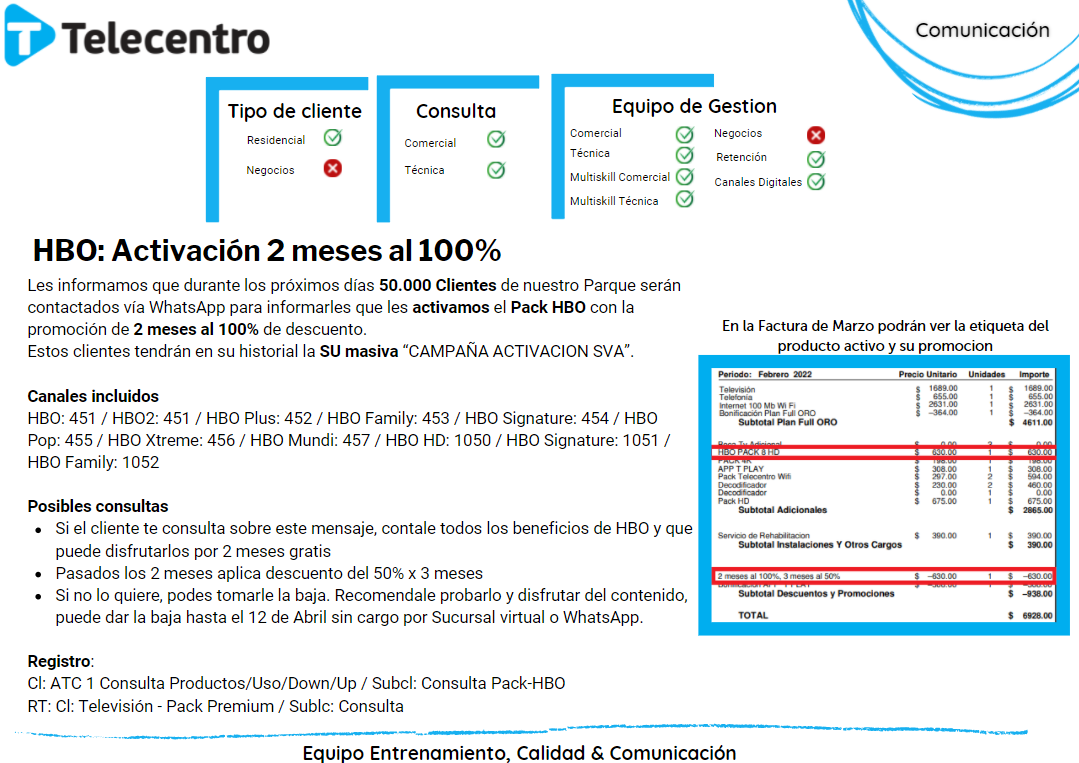 Telecentro
Comunicación
Tipo de cliente
Residencial
Negocios
Consulta
Comercial
Técnica
Equipo de Gestion
Comercial
Técnica
Multiskill Comercial
Multiskill Técnica
Negocios
Retención
Canales Digitales
HBO: Activación 2 meses al 100%
Les informamos que durante los próximos días 50.000 Clientes de nuestro Parque serán
contactados vía WhatsApp para informarles que les activamos el Pack HBO con la
promoción de 2 meses al 100% de descuento.
Estos clientes tendrán en su historial la SU masiva “CAMPAÑA ACTIVACION SVA”.
Canales incluidos
HBO: 451 / HBO2: 451 / HBO Plus: 452 / HBO Family: 453 / HBO Signature: 454 / HBO
Pop: 455 / HBO Xtreme: 456 / HBO Mundi: 457 / HBO HD: 1050 / HBO Signature: 1051 /
HBO Family: 1052
Posibles consultas
• Si el cliente te consulta sobre este mensaje, contale todos los beneficios de HBO y que
puede disfrutarlos por 2 meses gratis
• Pasados los 2 meses aplica descuento del 50% x 3 meses
• Si no lo quiere, podes tomarle la baja. Recomendale probarlo y disfrutar del contenido,
puede dar la baja hasta el 12 de Abril sin cargo por Sucursal virtual o WhatsApp.
Registro:
Cl: ATC 1 Consulta Productos/Uso/Down/Up / Subcl: Consulta Pack-HBO
RT: Cl: Televisión - Pack Premium / Sublc: Consulta
En la Factura de Marzo podrán ver la etiqueta del
producto activo y su promocion
Periodo: Febrero 2022 Precio Unitario Unidades Importe
Televisión $ 1689.00 1 $ 1689.00
Telefonía $ 655.00 1 $ 655.00
Internet 100 Mb Wi Fi $ 2631.00 1 $ 2631.00
Bonificación Plan Full ORO $ −364.00 1 $ −364.00
Subtotal Plan Full ORO $ 4611.00
HBO PACK 8 HD $ 630.00 1 $ 630.00
PACK 4K $ 198.00 1 $ 198.00
APP T PLAY $ 308.00 1 $ 308.00
Pack Telecentro Wifi $ 297.00 2 $ 594.00
Decodificador $ 230.00 2 $ 460.00
Decodificador $ 0.00 1 $ 0.00
Pack HD $ 675.00 1 $ 675.00
Subtotal Adicionales $ 2865.00
Servicio de Rehabilitacion $ 390.00 1 $ 390.00
Subtotal Instalaciones Y Otros Cargos $ 390.00
2 meses al 100%, 3 meses al 50% $ −630.00 1 $ −630.00
Subtotal Descuentos y Promociones $ −938.00
TOTAL $ 6928.00
Equipo Entrenamiento, Calidad & Comunicación